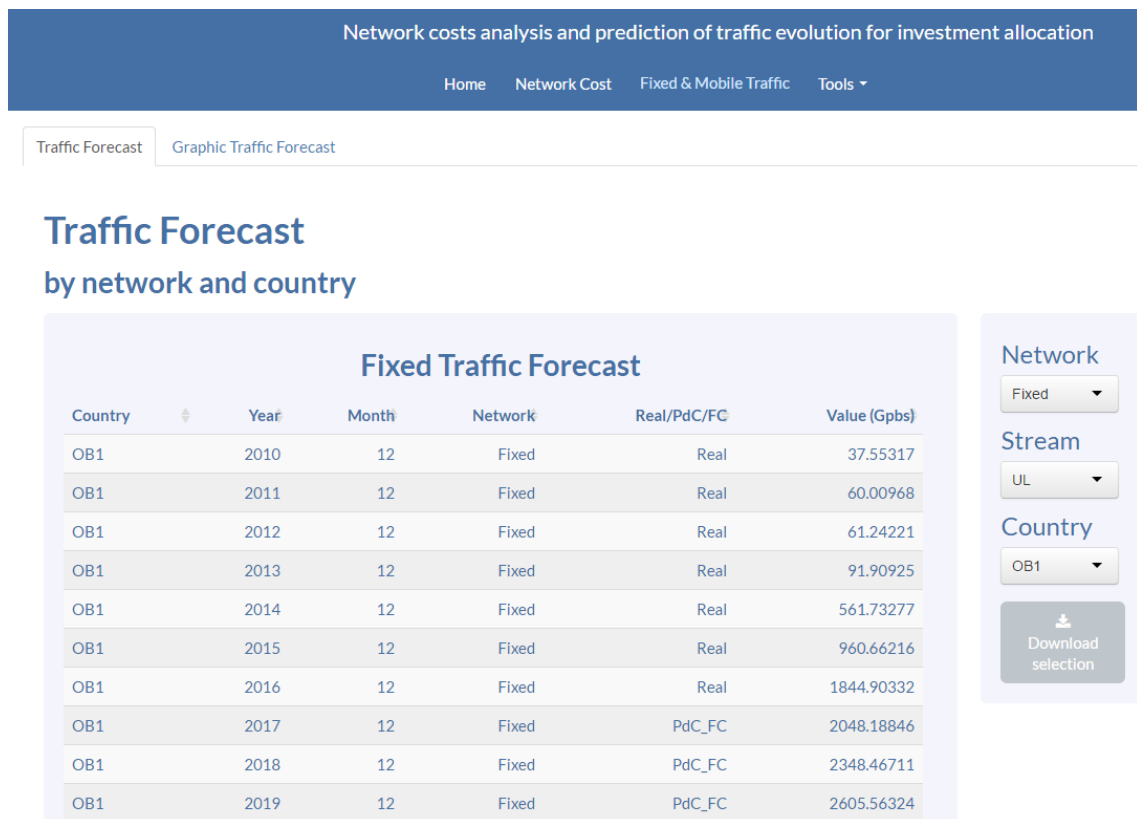 Network costs analysis and prediction of traffic evolution for investment allocation
Home Network Cost Fixed & Mobile Traffic Tools
Traffic Forecast Graphic Traffic Forecast
Traffic Forecast
by network and country
Fixed Traffic Forecast
Country Year Month Network Real/PdC/FC Value (Gpbs)
OB1 2010 12 Fixed Real 37.55317
OB1 2011 12 Fixed Real 60.00968
OB1 2012 12 Fixed Real 61.24221
OB1 2013 12 Fixed Real 91.90925
OB1 2014 12 Fixed Real 561.73277
OB1 2015 12 Fixed Real 960.66216
OB1 2016 12 Fixed Real 1844.90332
OB1 2017 12 Fixed PdC_FC 2048.18846
OB1 2018 12 Fixed PdC_FC 2348.46711
OB1 2019 12 Fixed PdC_FC 2605.56324
Network
Fixed
Stream
UL
Country
OB1
Download
selection